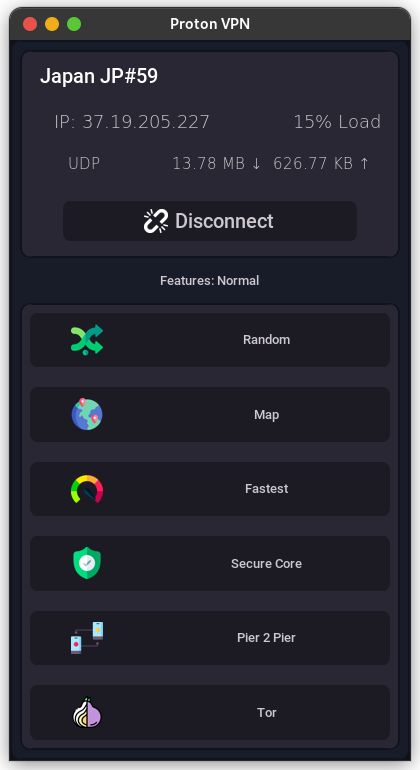 Proton VPN
Japan JP#59
IP: 37.19.205.227 15% Load
UDP 13.78 MB ↓ 626.77 KB ↑
Disconnect
Features: Normal
Random
Map
Fastest
Secure Core
Pier 2 Pier
Tor